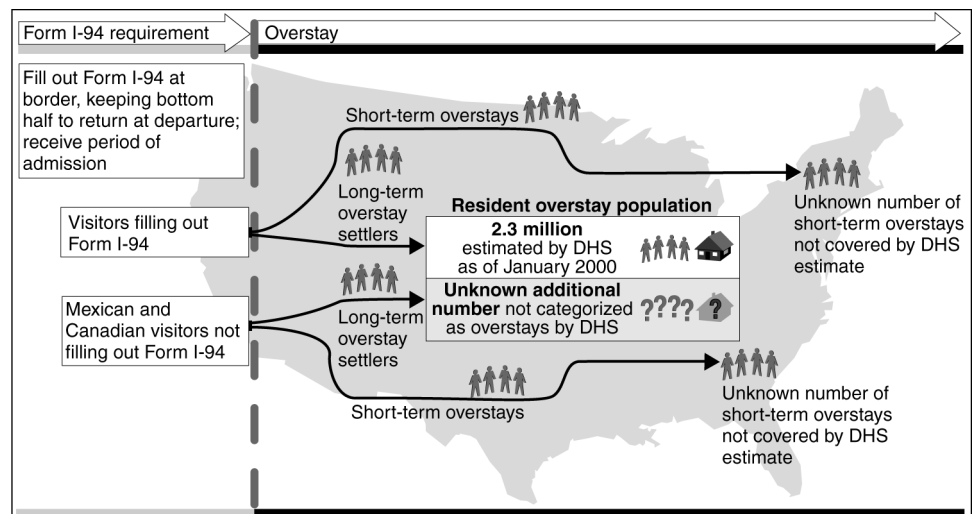 Form I-94 requirement
Overstay
Fill out Form I-94 at
border, keeping bottom
half to return at departure;
receive period of
admission
Short-term overstays
Visitors filling out
Form I-94
Long-term
overstay
settlers
Resident overstay population
2.3 million
estimated by DHS
as of January 2000
Unknown number of
short-term overstays
not covered by DHS
estimate
Mexican and
Canadian visitors not
filling out Form I-94
Long-term
overstay
settlers
Unknown additional
number not categorized
as overstays by DHS
????
?
Short-term overstays
Unknown number of
short-term overstays
not covered by DHS
estimate